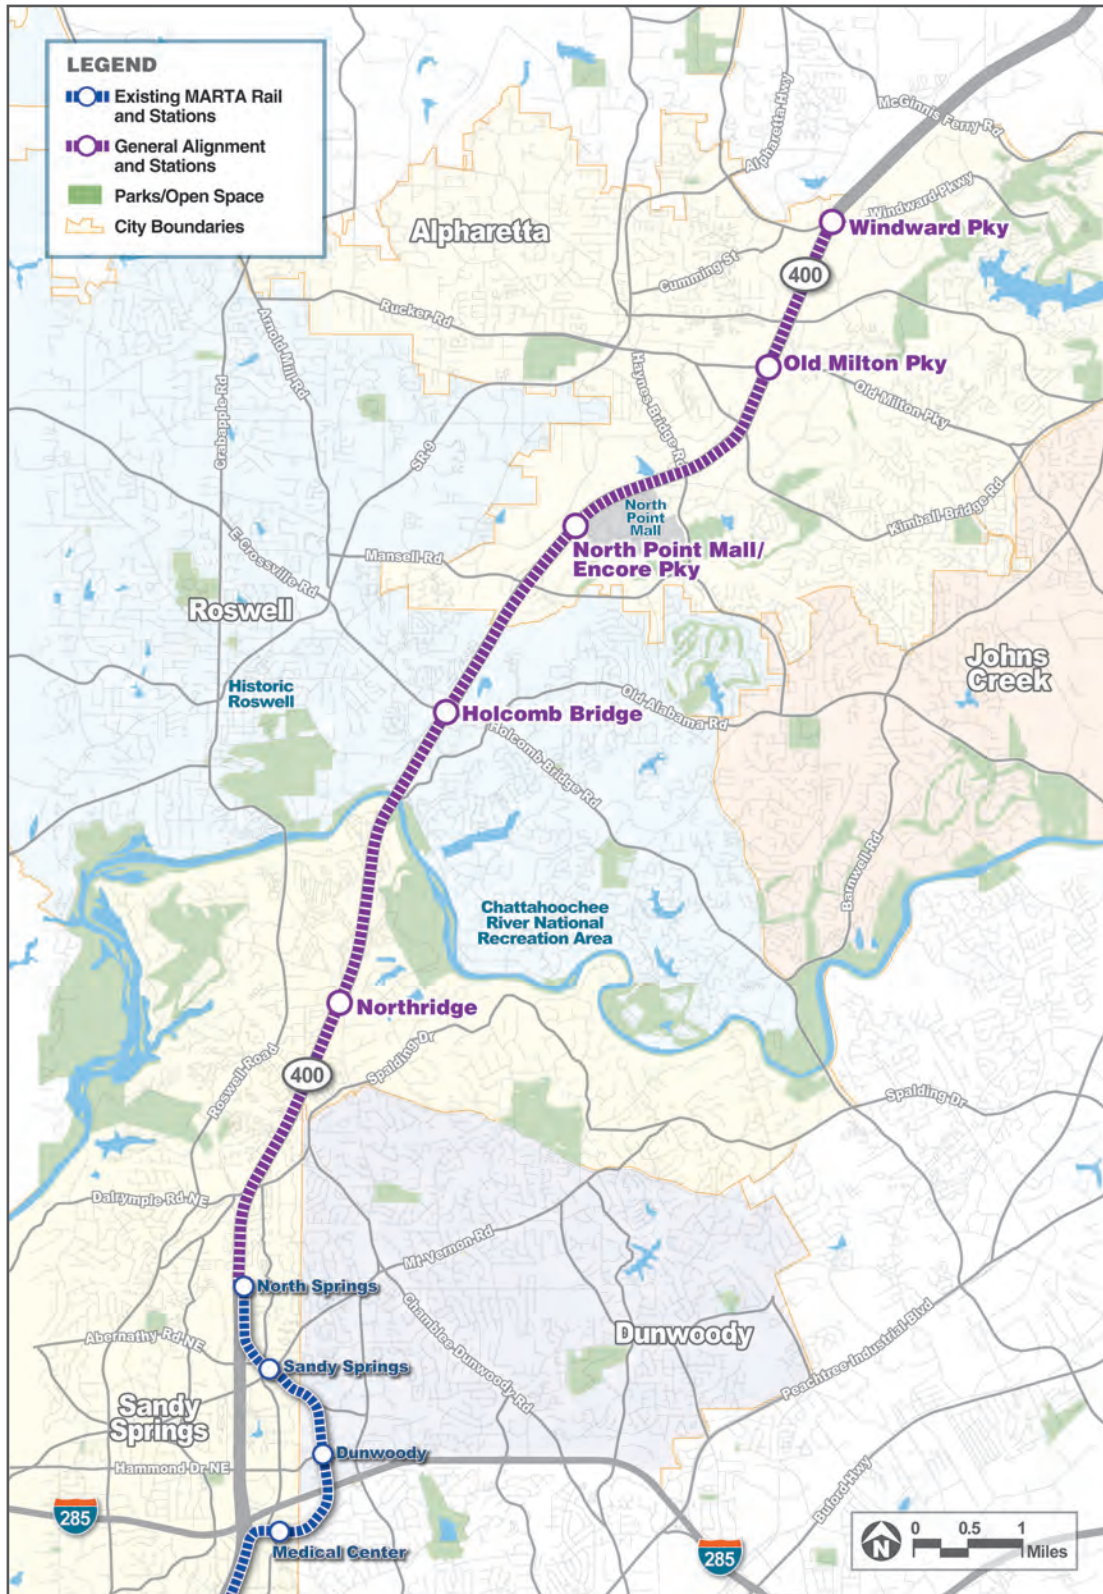 LEGEND
Existing MARTA Rail
and Stations
General Alignment
and Stations
Parks/Open Space
City Boundaries
Alpharetta Hwy
McGinnis Ferry Rd
Windward Pkwy
Windward Pky
Alpharetta
Cumming St
400
Rucker Rd
Arnold Mill Rd
Haynes Bridge Rd
Old Milton Pky
Old Milton Pky
Crabapple Rd
SR 9
Kimball Bridge Rd
North
Point
Mall
E Crossville Rd
Mansell Rd
North Point Mall/
Encore Pky
Roswell
Johns
Creek
Historic
Roswell
Old Alabama Rd
Holcomb Bridge
Holcomb Bridge Rd
Barnwell Rd
Chattahoochee
River National
Recreation Area
Northridge
Roswell Road
400
Spalding Dr
Spalding Dr
Dalrymple Rd NE
Mt Vernon Rd
North Springs
Chamblee Dunwoody Rd
Abernathy Rd NE
Dunwoody
Peachtree Industrial Blvd
Sandy Springs
Sandy
Springs
Dunwoody
Hammond Dr NE
Buford Hwy
285
Medical Center
285
N
0 0.5 1
Miles